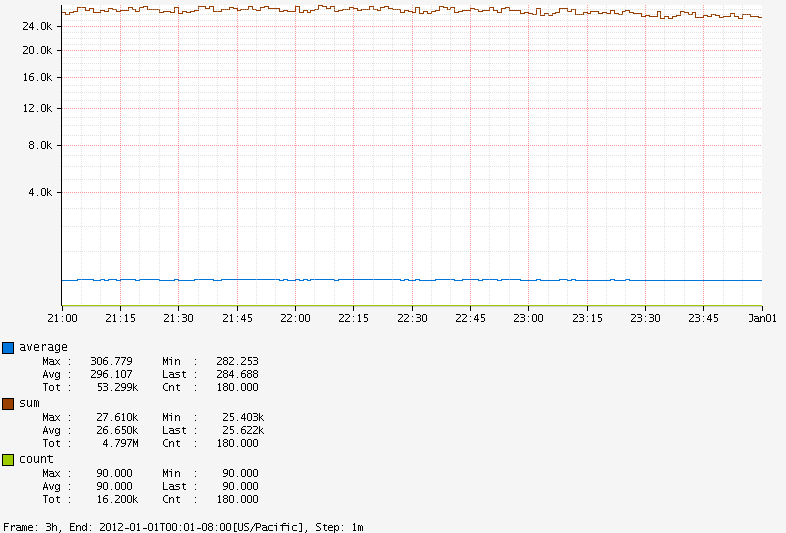 24.0k
20.0k
16.0k
12.0k
8.0k
4.0k
21:00 21:15 21:30 21:45 22:00 22:15 22:30 22:45 23:00 23:15 23:30 23:45 Jan01
average
Max : 306.779 Min : 282.253
Avg : 296.107 Last : 284.688
Tot : 53.299k Cnt : 180.000
sum
Max : 27.610k Min : 25.403k
Avg : 26.650k Last : 25.622k
Tot : 4.797M Cnt : 180.000
count
Max : 90.000 Min : 90.000
Avg : 90.000 Last : 90.000
Tot : 16.200k Cnt : 180.000
Frame: 3h, End: 2012-01-01T00:01-08:00[US/Pacific], Step: 1m